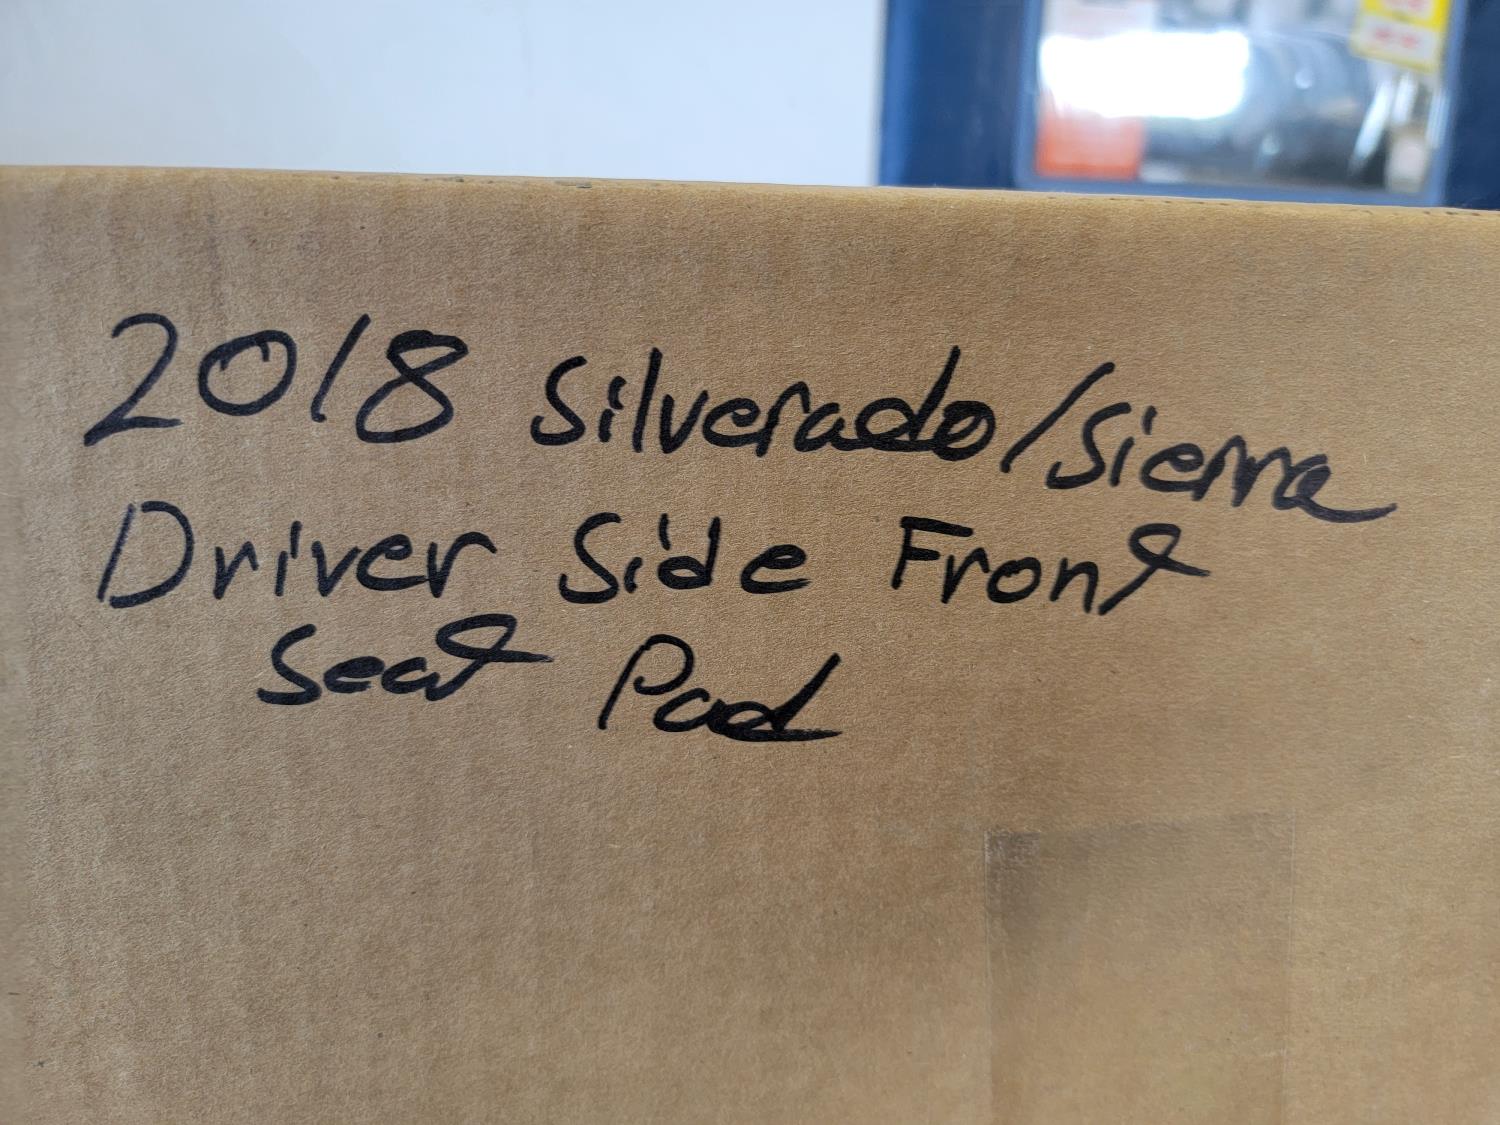 2018 Silverado/Sierra
Driver Side Front
Seat Pad